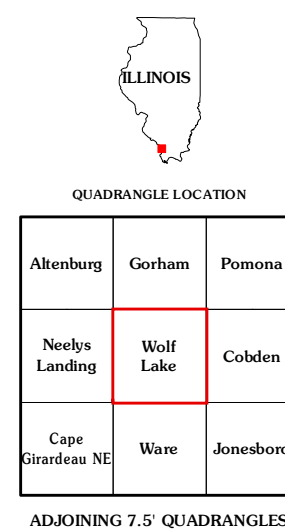 ILLINOIS
QUADRANGLE LOCATION
Altenburg
Gorham
Pomona
Neelys
Landing
Wolf
Lake
Cobden
Cape
Girardeau NE
Ware
Jonesboro
ADJOINING 7.5' QUADRANGLES